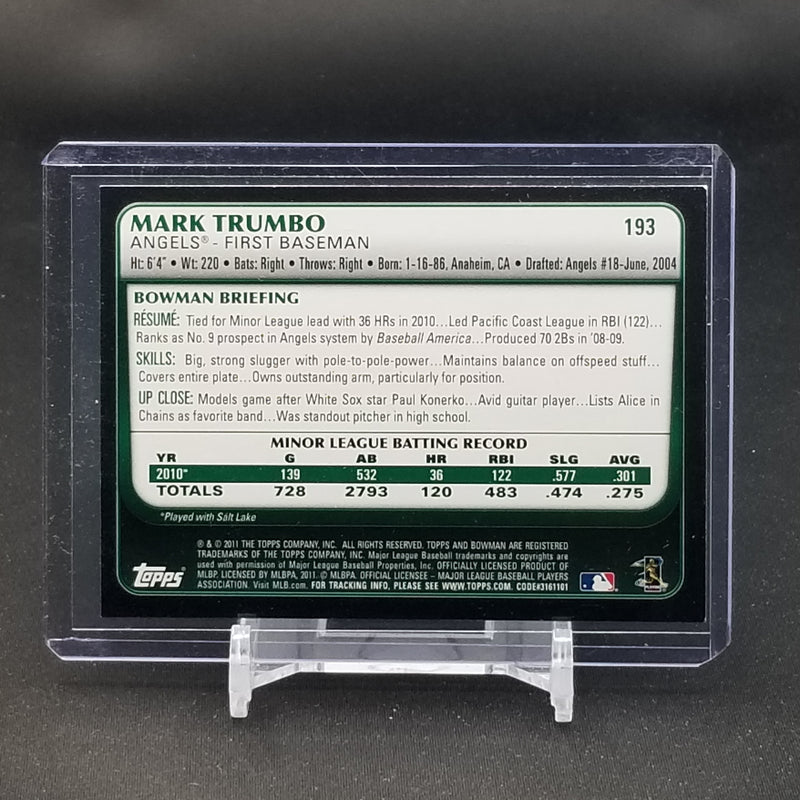 MARK TRUMBO
193
ANGELS® - FIRST BASEMAN
Ht: 6'4" • Wt: 220 • Bats: Right • Throws: Right • Born: 1-16-86, Anaheim, CA • Drafted: Angels #18-June, 2004
BOWMAN BRIEFING
RÉSUMÉ: Tied for Minor League lead with 36 HRs in 2010...Led Pacific Coast League in RBI (122)...
Ranks as No. 9 prospect in Angels system by Baseball America...Produced 70 2Bs in '08-09.
SKILLS: Big, strong slugger with pole-to-pole-power...Maintains balance on offspeed stuff...
Covers entire plate...Owns outstanding arm, particularly for position.
UP CLOSE: Models game after White Sox star Paul Konerko...Avid guitar player...Lists Alice in
Chains as favorite band...Was standout pitcher in high school.
MINOR LEAGUE BATTING RECORD
YR G AB HR RBI SLG AVG
2010* 139 532 36 122 .577 .301
TOTALS 728 2793 120 483 .474 .275
*Played with Salt Lake
® & © 2011 THE TOPPS COMPANY, INC. ALL RIGHTS RESERVED. TOPPS AND BOWMAN ARE REGISTERED
TRADEMARKS OF THE TOPPS COMPANY, INC. Major League Baseball trademarks and copyrights are
used with permission of Major League Baseball Properties, Inc. OFFICIALLY LICENSED PRODUCT OF
MLBP. LICENSED BY MLBPA, 2011. © MLBPA. OFFICIAL LICENSEE – MAJOR LEAGUE BASEBALL PLAYERS
ASSOCIATION. Visit MLB.com. FOR TRACKING INFO, PLEASE SEE WWW.TOPPS.COM. CODE#3161101
Topps®